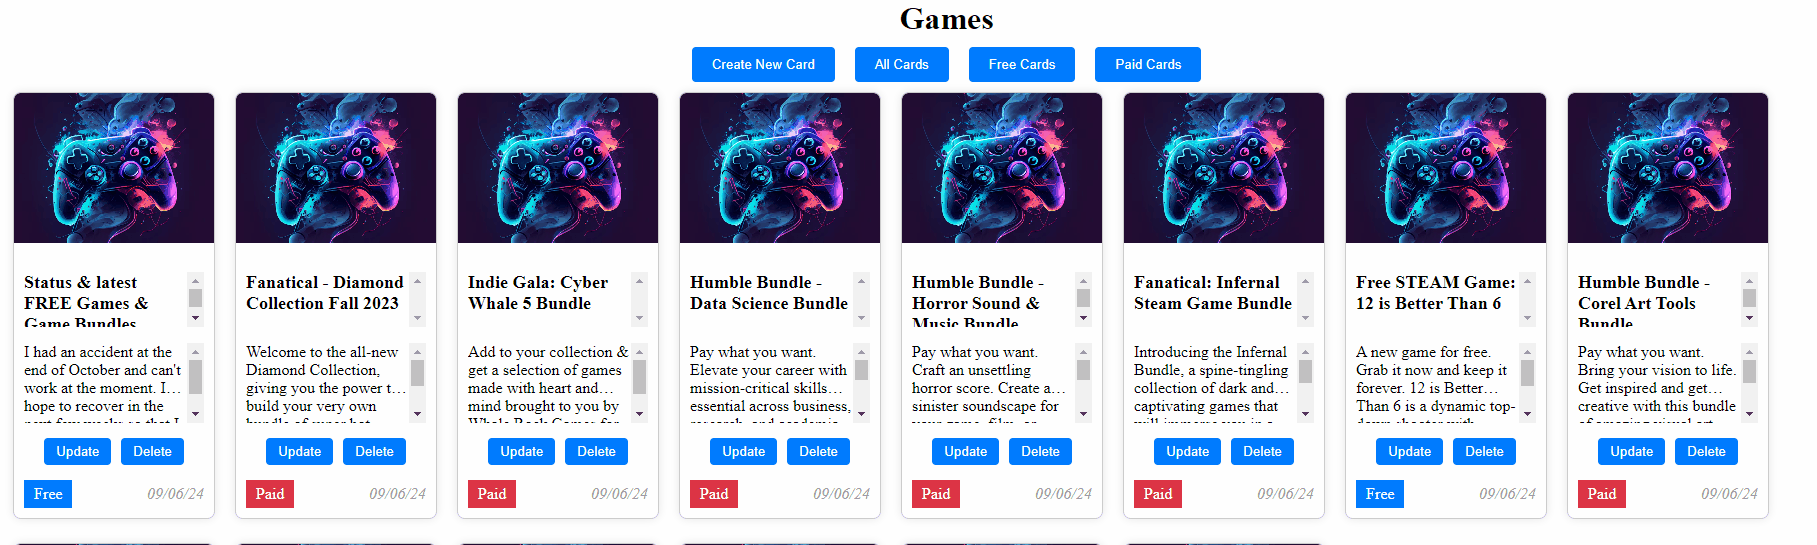 Games
Create New Card
All Cards
Free Cards
Paid Cards
Status & latest
FREE Games &
Game Bundles
I had an accident at the
end of October and can't
work at the moment. I…
hope to recover in the
Update
Delete
Free
09/06/24
Fanatical - Diamond
Collection Fall 2023
Welcome to the all-new
Diamond Collection,
giving you the power t…
build your very own
Update
Delete
Paid
09/06/24
Indie Gala: Cyber
Whale 5 Bundle
Add to your collection &
get a selection of games
made with heart and…
mind brought to you by
Update
Delete
Paid
09/06/24
Humble Bundle -
Data Science Bundle
Pay what you want.
Elevate your career with
mission-critical skills…
essential across business,
Update
Delete
Paid
09/06/24
Humble Bundle -
Horror Sound &
Music Bundle
Pay what you want.
Craft an unsettling
horror score. Create a…
sinister soundscape for
Update
Delete
Paid
09/06/24
Fanatical: Infernal
Steam Game Bundle
Introducing the Infernal
Bundle, a spine-tingling
collection of dark and…
captivating games that
Update
Delete
Paid
09/06/24
Free STEAM Game:
12 is Better Than 6
A new game for free.
Grab it now and keep it
forever. 12 is Better…
Than 6 is a dynamic top-
Update
Delete
Free
09/06/24
Humble Bundle -
Corel Art Tools
Bundle
Pay what you want.
Bring your vision to life.
Get inspired and get…
creative with this bundle
Update
Delete
Paid
09/06/24